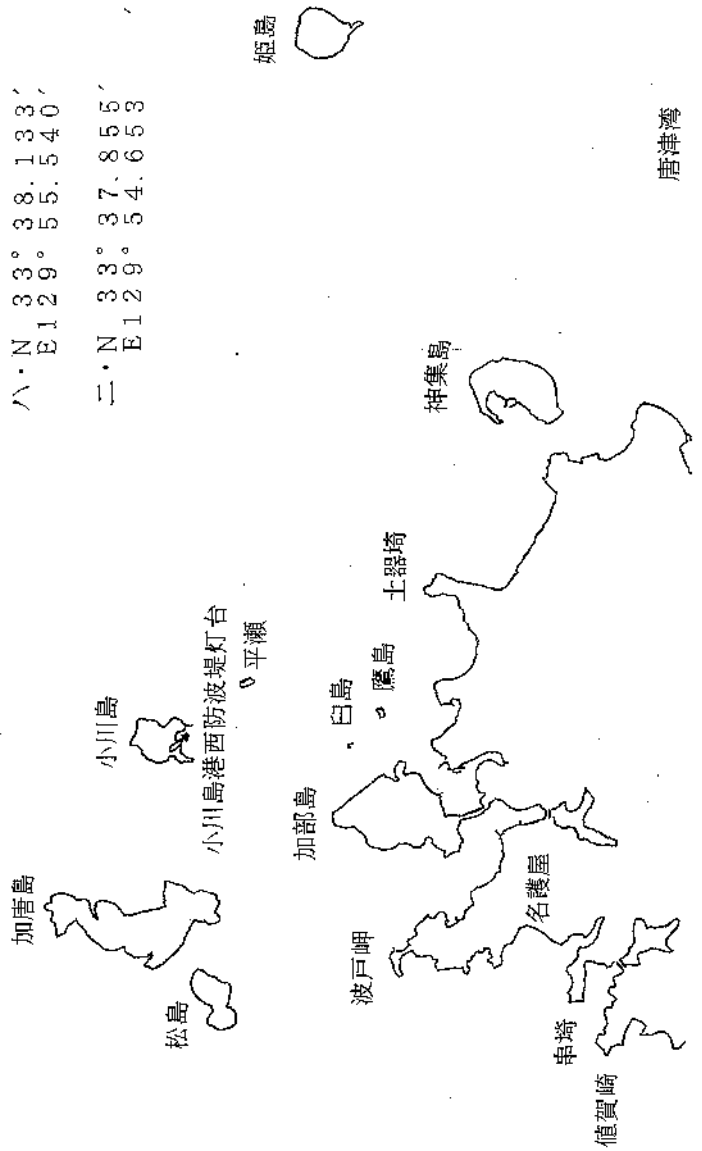 ハ・N 33° 38.133′
E129° 55.540′
ニ・N 33° 37.855′
E129° 54.653′
姫島
唐津湾
神集島
土器埼
小川島
小川島港西防波堤灯台
平瀬
臼島
鷹島
加部島
加唐島
松島
波戸岬
名護屋
串埼
値賀崎